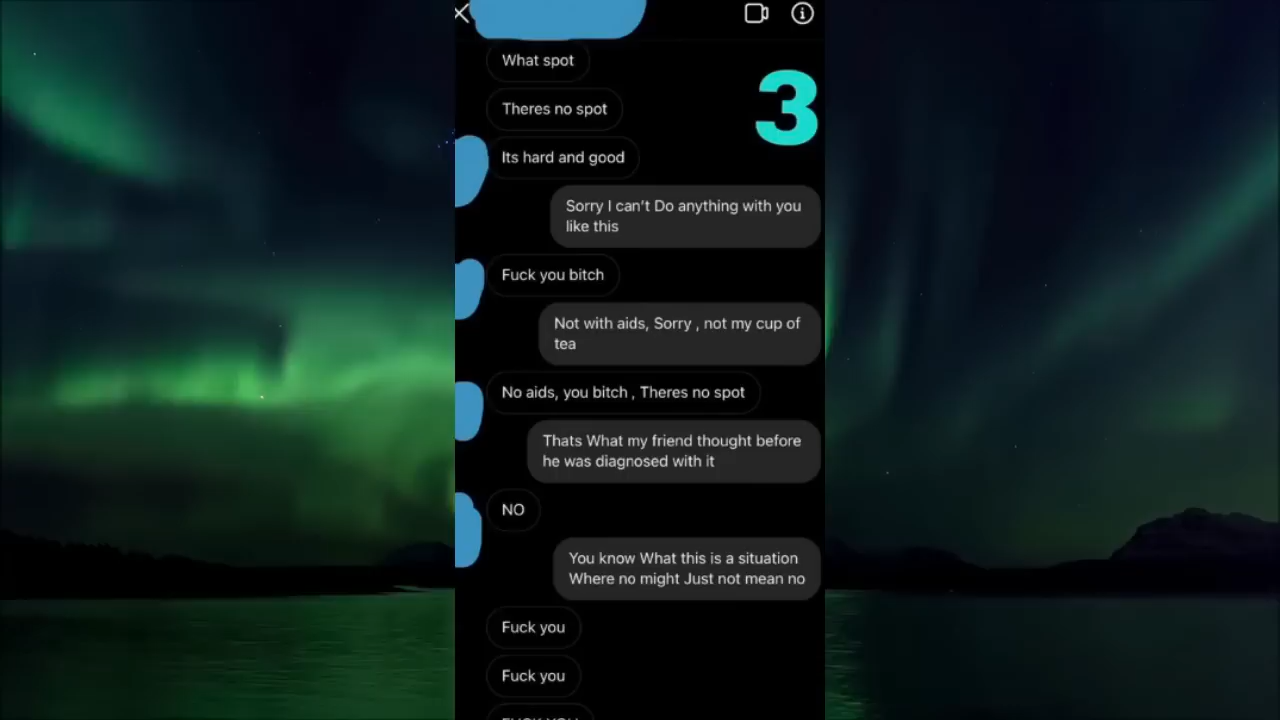 What spot
3
Theres no spot
Its hard and good
Sorry I can't Do anything with you
like this
Fuck you bitch
Not with aids, Sorry , not my cup of
tea
No aids, you bitch , Theres no spot
Thats What my friend thought before
he was diagnosed with it
NO
You know What this is a situation
Where no might Just not mean no
Fuck you
Fuck you
FUCK YOU